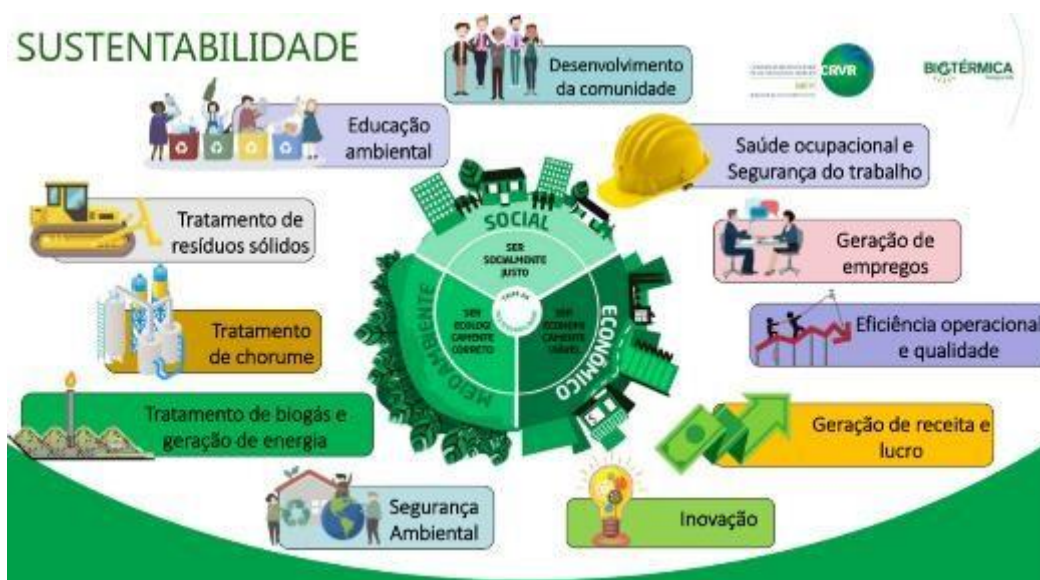 SUSTENTABILIDADE
Desenvolvimento
da comunidade
CRVR
BIOTÉRMICA
Educação
ambiental
Saúde ocupacional e
Segurança do trabalho
Tratamento de
resíduos sólidos
Geração de
empregos
Tratamento
de chorume
Eficiência operacional
e qualidade
Tratamento de biogás e
geração de energia
Geração de receita e
lucro
Segurança
Ambiental
Inovação
SOCIAL
SER
SOCIALMENTE
JUSTO
MEIO AMBIENTE
SER
ECOLOGI
CAMENTE
CORRETO
ECONÔMICO
SER
ECONOMI
CAMENTE
VIÁVEL